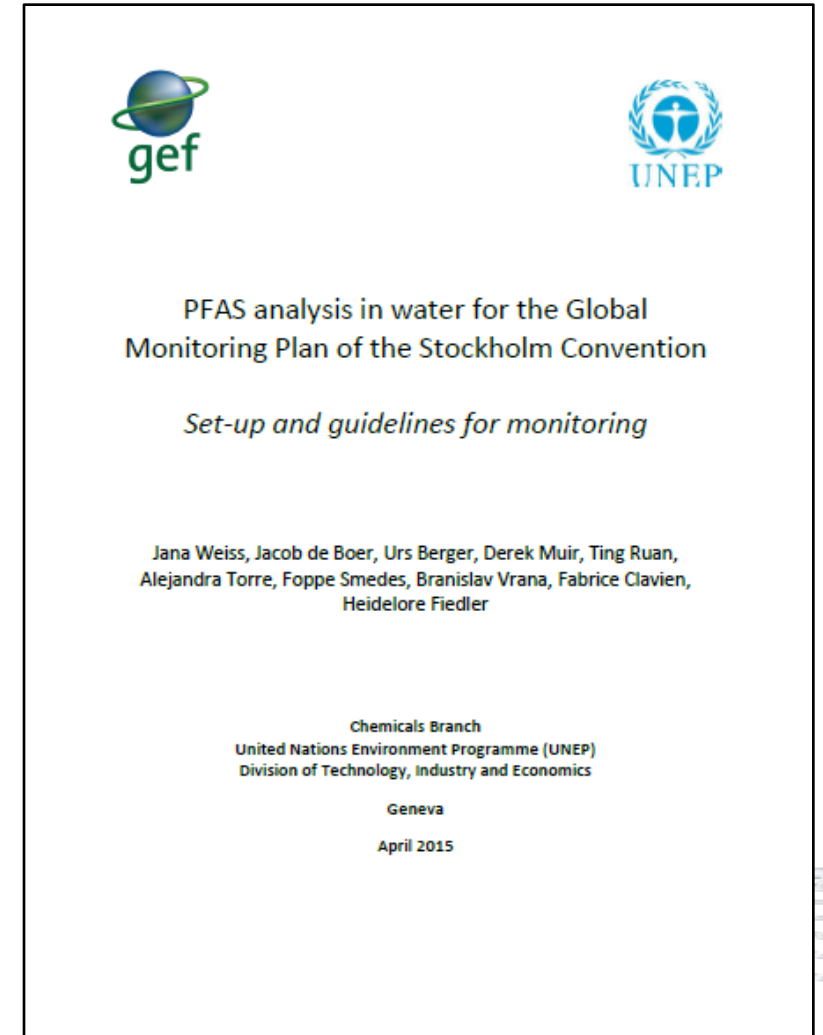 gef
UNEP
PFAS analysis in water for the Global
Monitoring Plan of the Stockholm Convention
Set-up and guidelines for monitoring
Jana Weiss, Jacob de Boer, Urs Berger, Derek Muir, Ting Ruan,
Alejandra Torre, Foppe Smedes, Branislav Vrana, Fabrice Clavien,
Heidelore Fiedler
Chemicals Branch
United Nations Environment Programme (UNEP)
Division of Technology, Industry and Economics
Geneva
April 2015